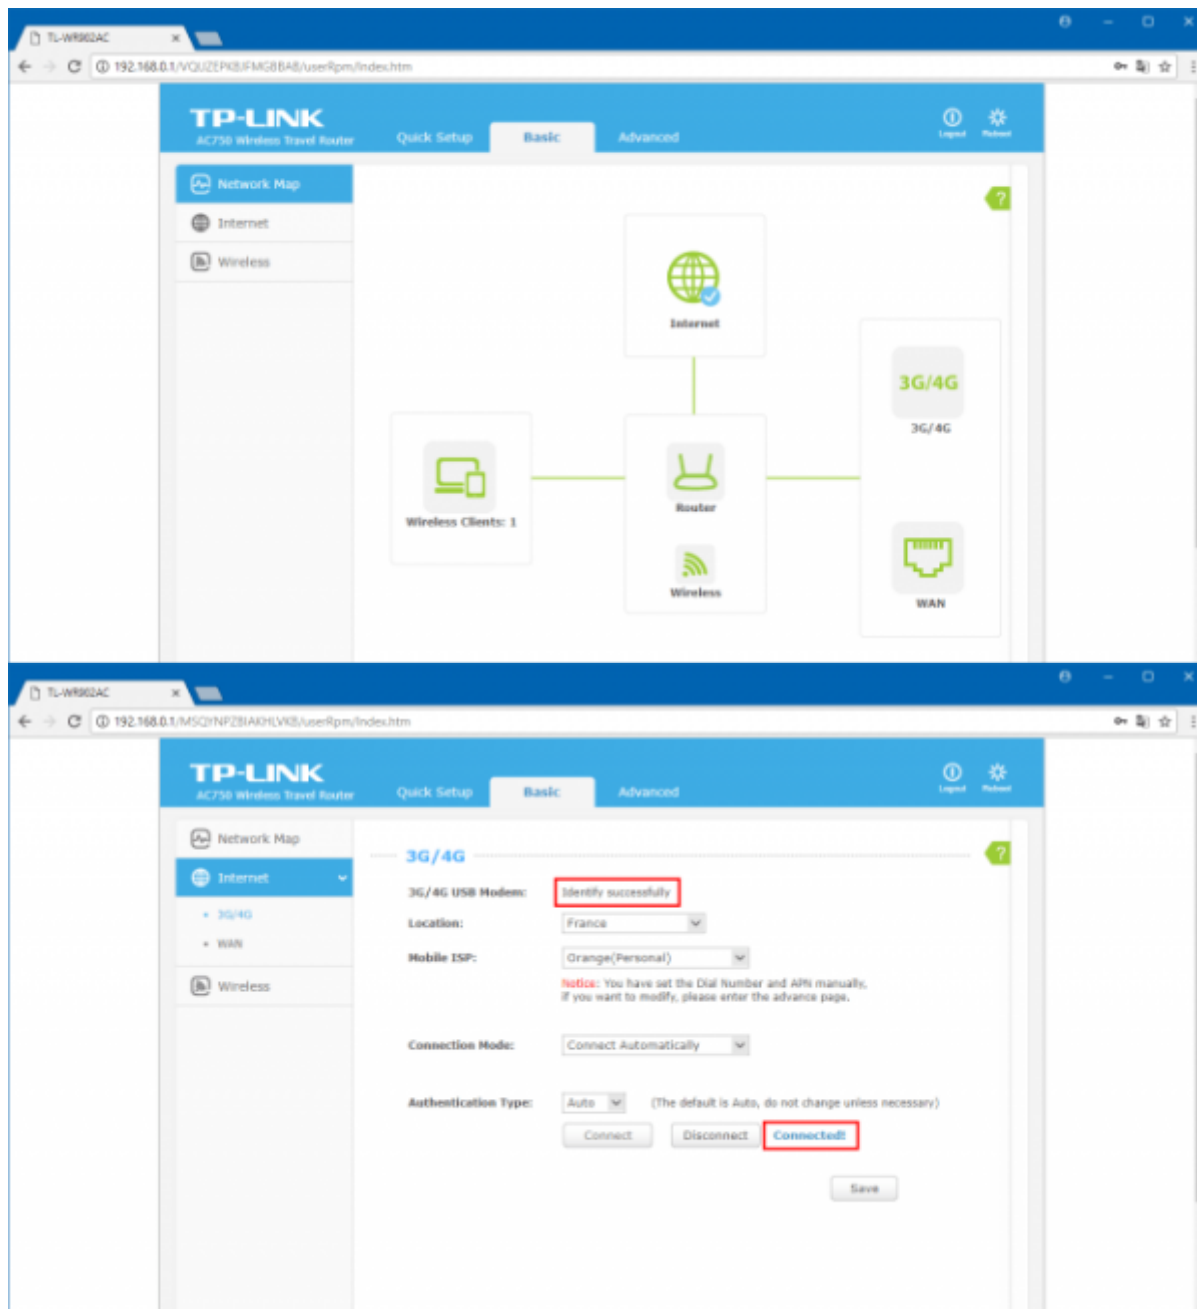 TL-WR902AC
192.168.0.1/VQUZEPKBJFMGBBAB/userRpm/Index.htm
TP-LINK
AC750 Wireless Travel Router
Quick Setup
Basic
Advanced
Logout
Reboot
Network Map
Internet
Wireless
?
Internet
3G/4G
3G/4G
Wireless Clients: 1
Router
Wireless
WAN
TL-WR902AC
192.168.0.1/MSQYNPZBIAKHLVKB/userRpm/Index.htm
TP-LINK
AC750 Wireless Travel Router
Quick Setup
Basic
Advanced
Logout
Reboot
Network Map
Internet
3G/4G
WAN
Wireless
3G/4G
?
3G/4G USB Modem: Identify successfully
Location: France
Mobile ISP: Orange(Personal)
Notice: You have set the Dial Number and APN manually,
if you want to modify, please enter the advance page.
Connection Mode: Connect Automatically
Authentication Type: Auto (The default is Auto, do not change unless necessary)
Connect Disconnect Connected!
Save